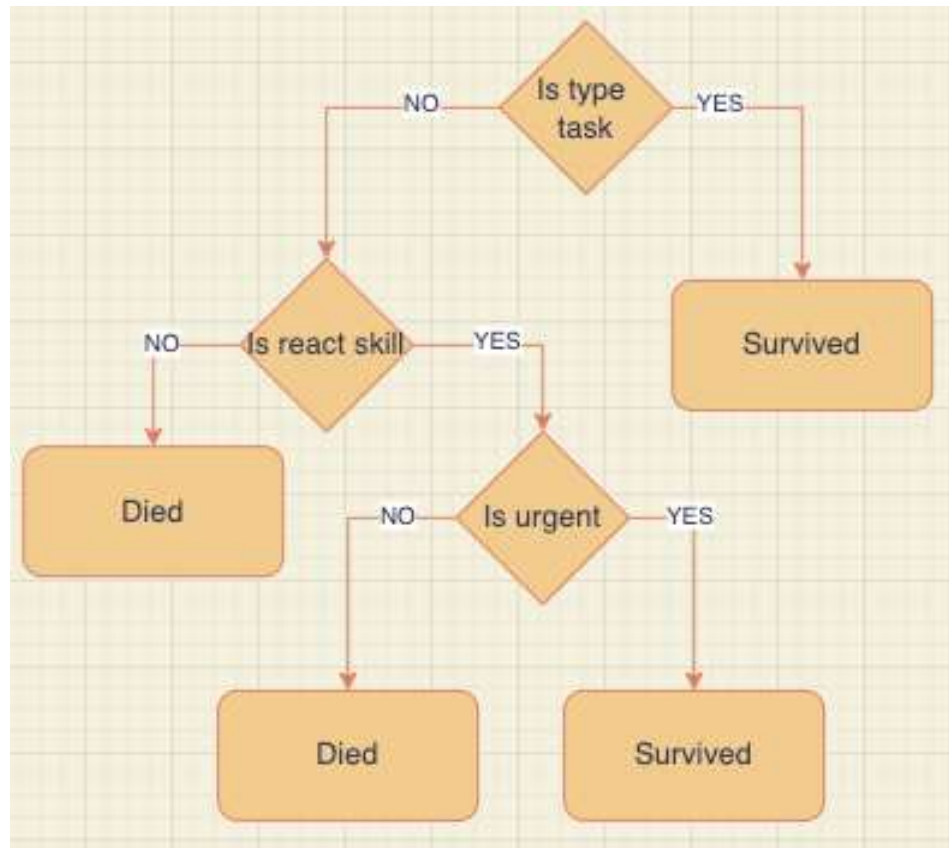 Is type
task
NO
YES
Is react skill
NO
YES
Survived
Died
Is urgent
NO
YES
Died
Survived